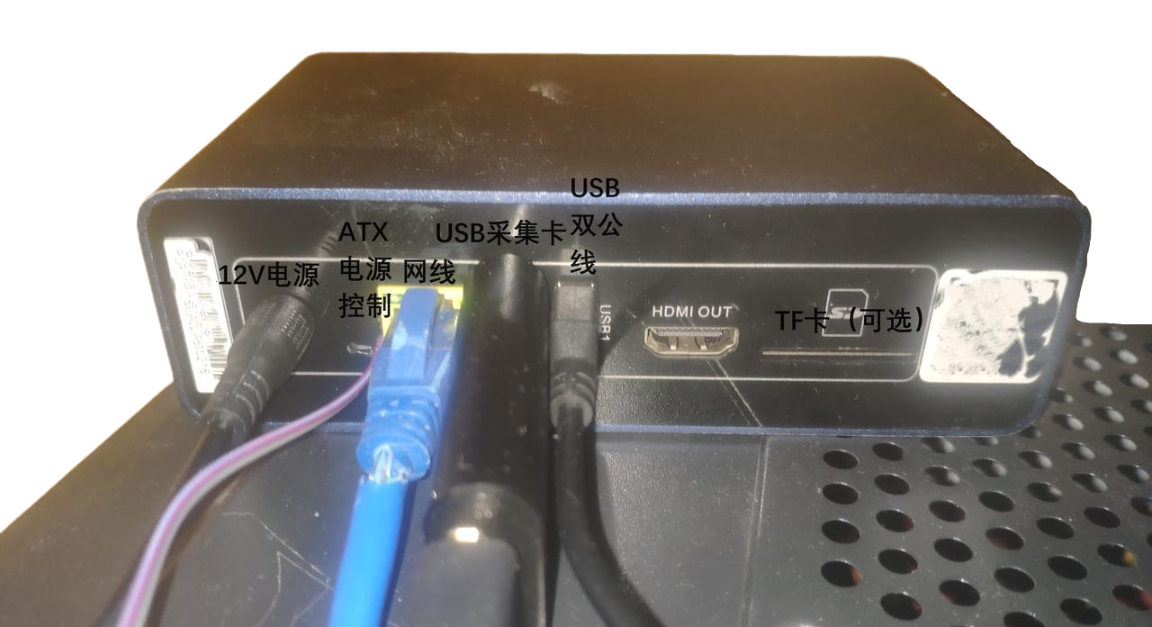 USB
双公
线
ATX
电源
控制
USB采集卡
12V电源
网线
USB1
HDMI OUT
TF卡（可选）